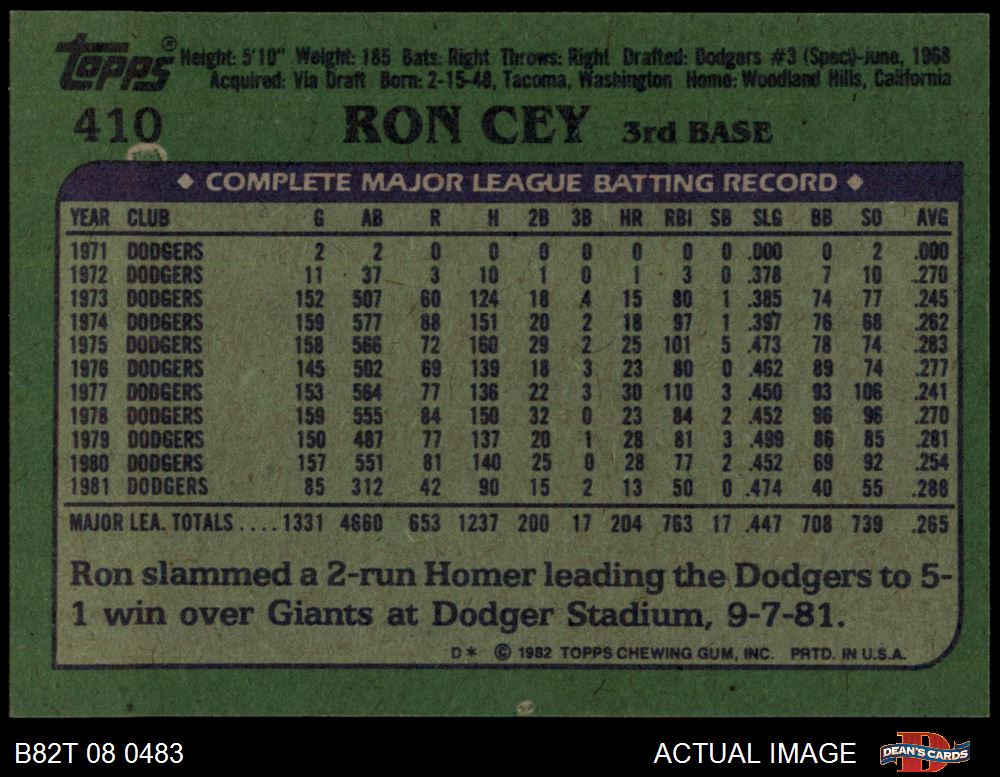 Topps® Height: 5'10" Weight: 185 Bats: Right Throws: Right Drafted: Dodgers #3 (Spec)-June, 1968
Acquired: Via Draft Born: 2-15-48, Tacoma, Washington Home: Woodland Hills, California
410 RON CEY 3rd BASE
◆ COMPLETE MAJOR LEAGUE BATTING RECORD ◆
YEAR CLUB G AB R H 2B 3B HR RBI SB SLG BB SO AVG
1971 DODGERS 2 2 0 0 0 0 0 0 0 .000 0 2 .000
1972 DODGERS 11 37 3 10 1 0 1 3 0 .378 7 10 .270
1973 DODGERS 152 507 60 124 18 4 15 80 1 .385 74 77 .245
1974 DODGERS 159 577 88 151 20 2 18 97 1 .397 76 68 .262
1975 DODGERS 158 566 72 160 29 2 25 101 5 .473 78 74 .283
1976 DODGERS 145 502 69 139 18 3 23 80 0 .462 89 74 .277
1977 DODGERS 153 564 77 136 22 3 30 110 3 .450 93 106 .241
1978 DODGERS 159 555 84 150 32 0 23 84 2 .452 96 96 .270
1979 DODGERS 150 487 77 137 20 1 28 81 3 .499 86 85 .281
1980 DODGERS 157 551 81 140 25 0 28 77 2 .452 69 92 .254
1981 DODGERS 85 312 42 90 15 2 13 50 0 .474 40 55 .288
MAJOR LEA. TOTALS .... 1331 4660 653 1237 200 17 204 763 17 .447 708 739 .265
Ron slammed a 2-run Homer leading the Dodgers to 5-
1 win over Giants at Dodger Stadium, 9-7-81.
D* © 1982 TOPPS CHEWING GUM, INC. PRTD. IN U.S.A.
B82T 08 0483 ACTUAL IMAGE DEAN'S CARDS